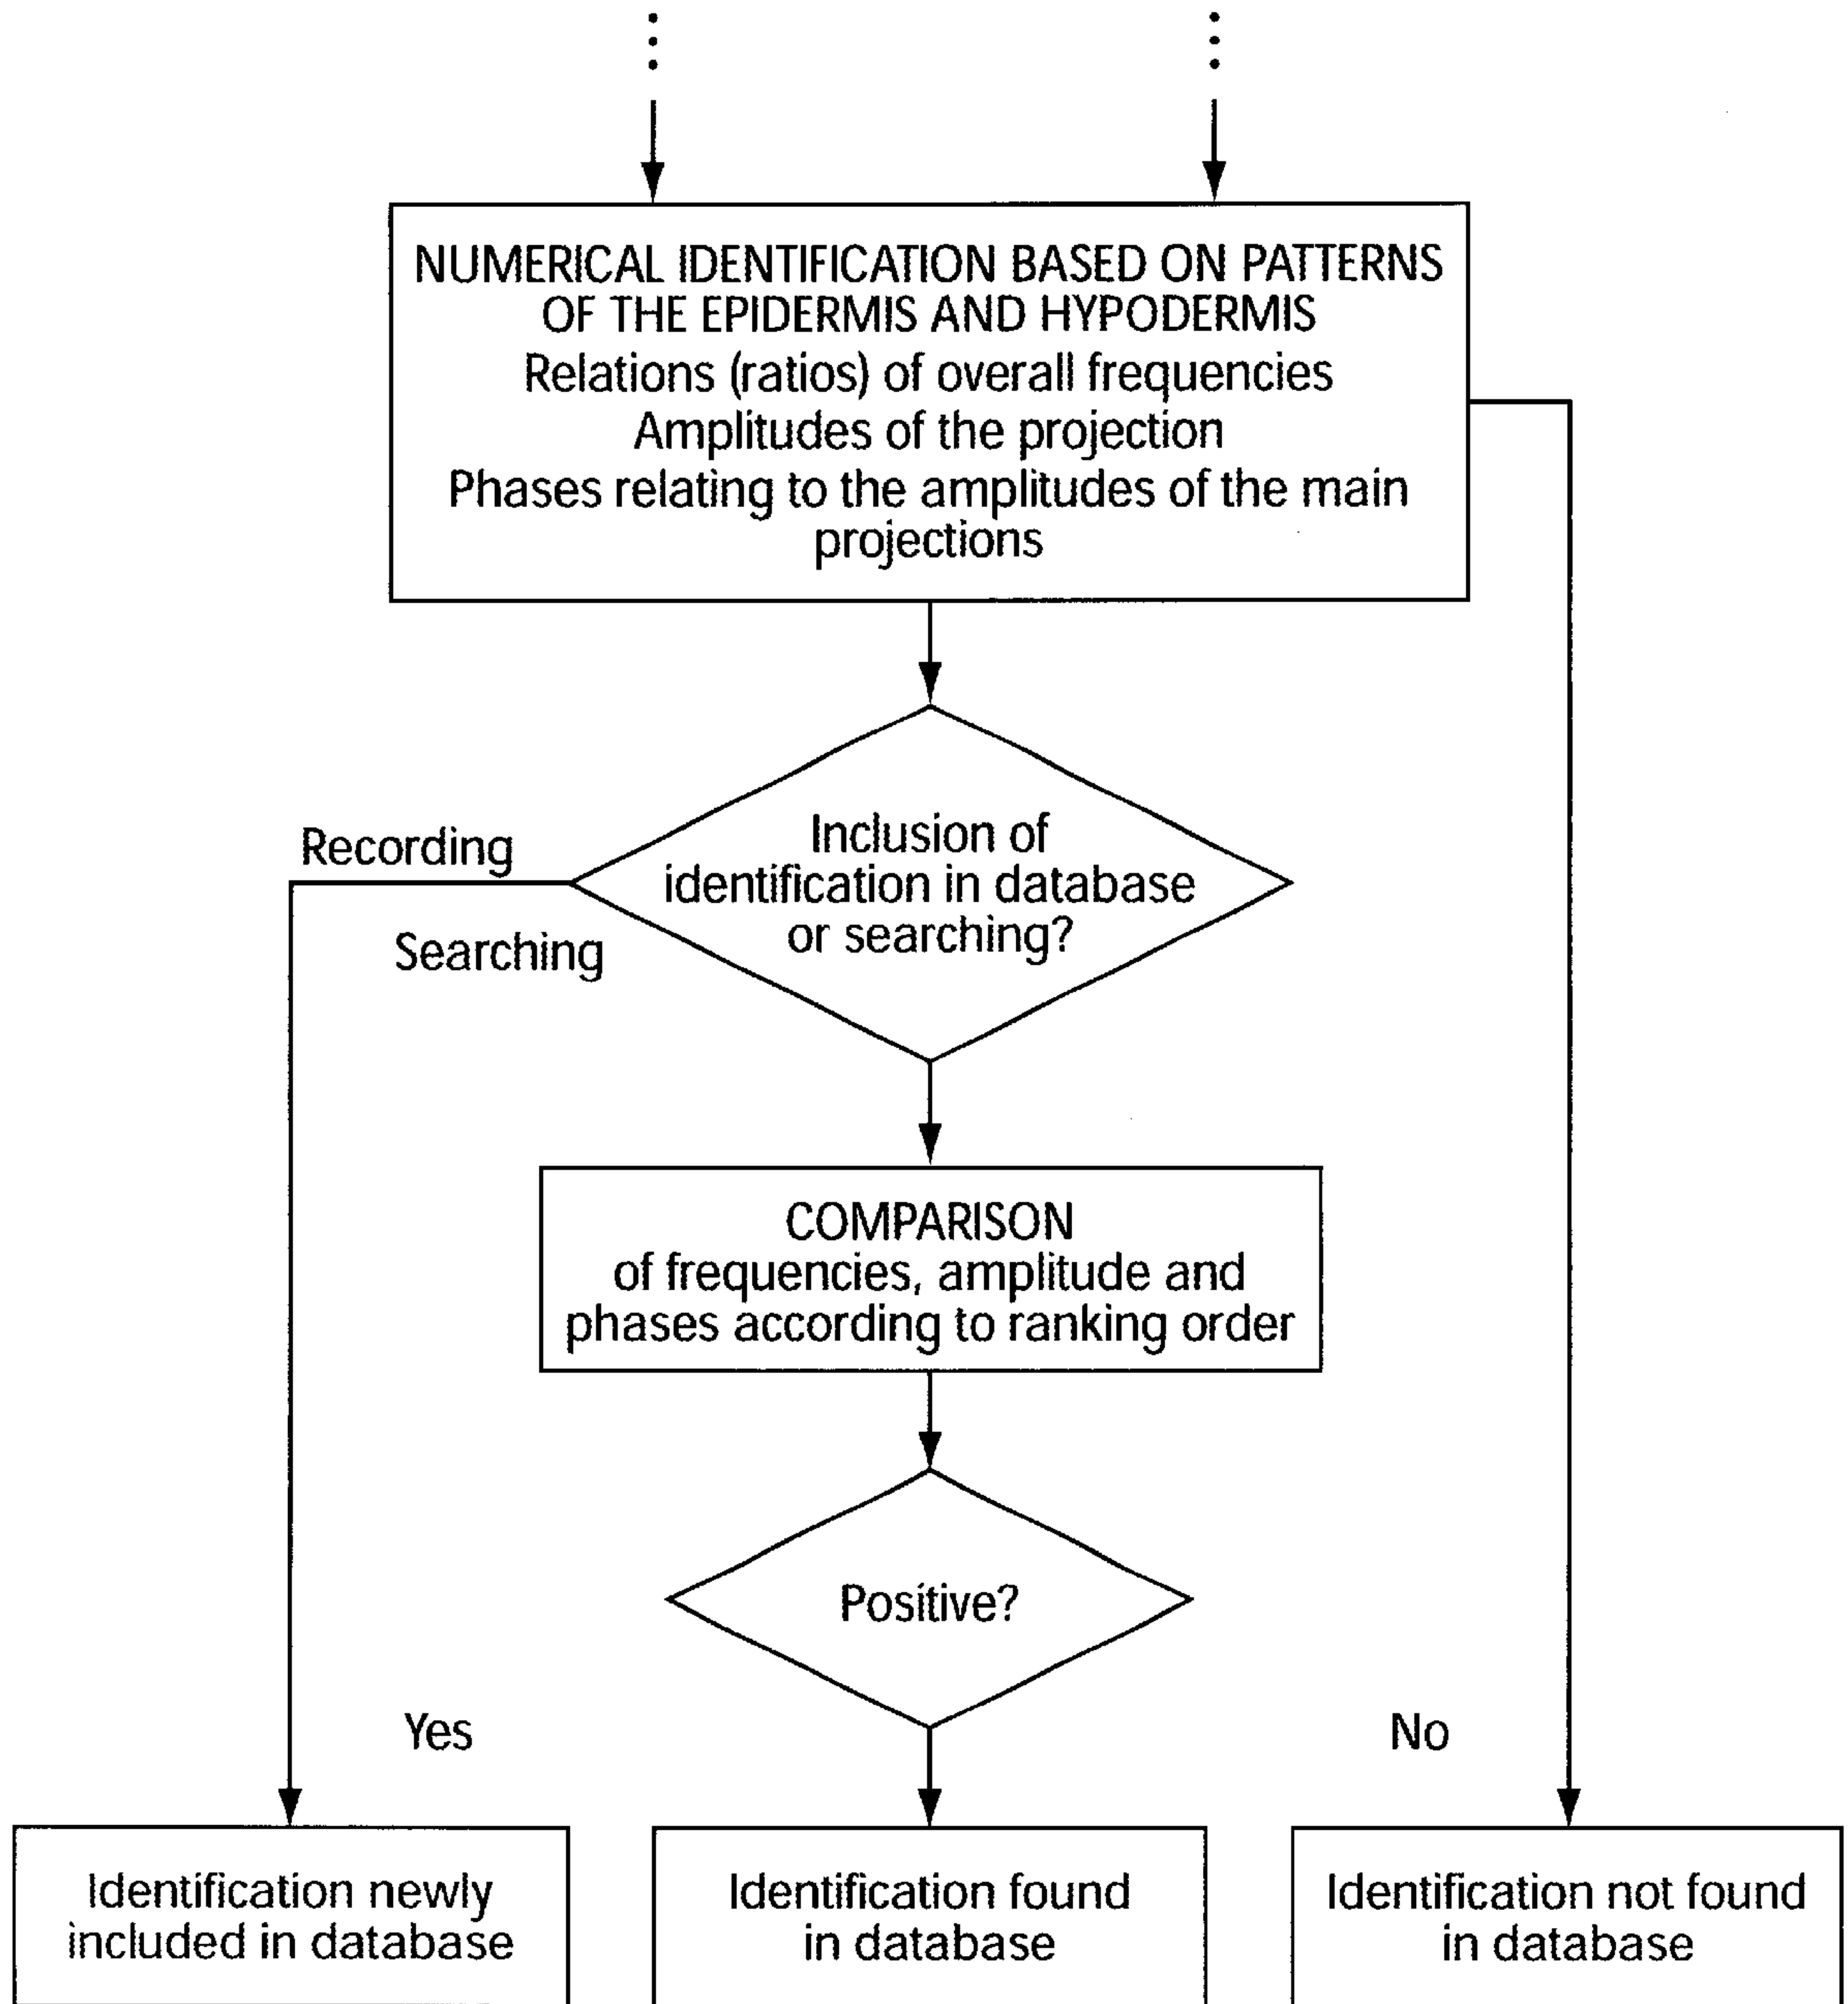 NUMERICAL IDENTIFICATION BASED ON PATTERNS
OF THE EPIDERMIS AND HYPODERMIS
Relations (ratios) of overall frequencies
Amplitudes of the projection
Phases relating to the amplitudes of the main
projections
Recording
Inclusion of
identification in database
or searching?
Searching
COMPARISON
of frequencies, amplitude and
phases according to ranking order
Positive?
Yes
No
Identification newly
included in database
Identification found
in database
Identification not found
in database